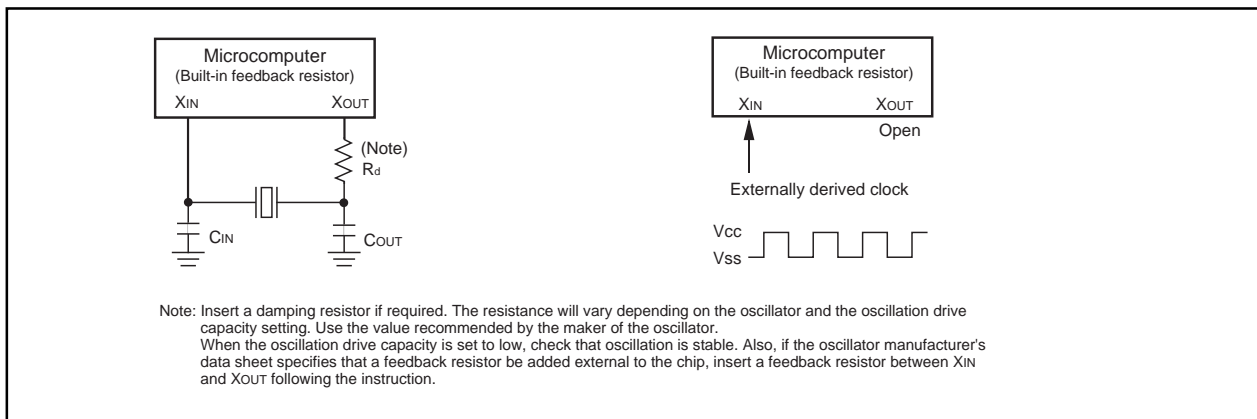 Microcomputer
(Built-in feedback resistor)
XIN XOUT
(Note)
Rd
CIN
COUT
Microcomputer
(Built-in feedback resistor)
XIN XOUT
Open
Externally derived clock
Vcc
Vss
Note: Insert a damping resistor if required. The resistance will vary depending on the oscillator and the oscillation drive
capacity setting. Use the value recommended by the maker of the oscillator.
When the oscillation drive capacity is set to low, check that oscillation is stable. Also, if the oscillator manufacturer's
data sheet specifies that a feedback resistor be added external to the chip, insert a feedback resistor between XIN
and XOUT following the instruction.